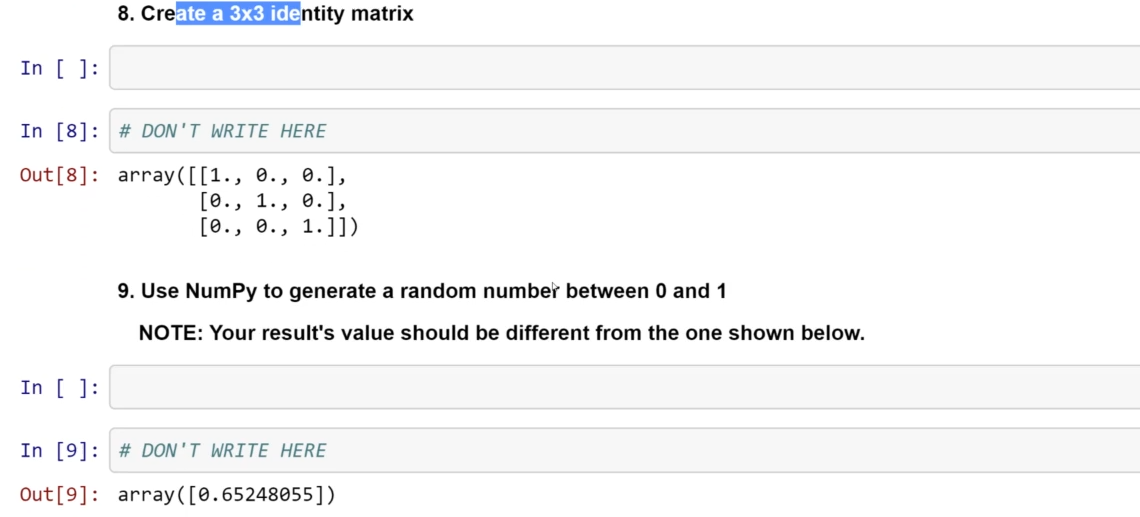 8. Create a 3x3 identity matrix
In [ ]:
In [8]: # DON'T WRITE HERE
Out[8]: array([[1., 0., 0.],
[0., 1., 0.],
[0., 0., 1.]])
9. Use NumPy to generate a random number between 0 and 1
NOTE: Your result's value should be different from the one shown below.
In [ ]:
In [9]: # DON'T WRITE HERE
Out[9]: array([0.65248055])